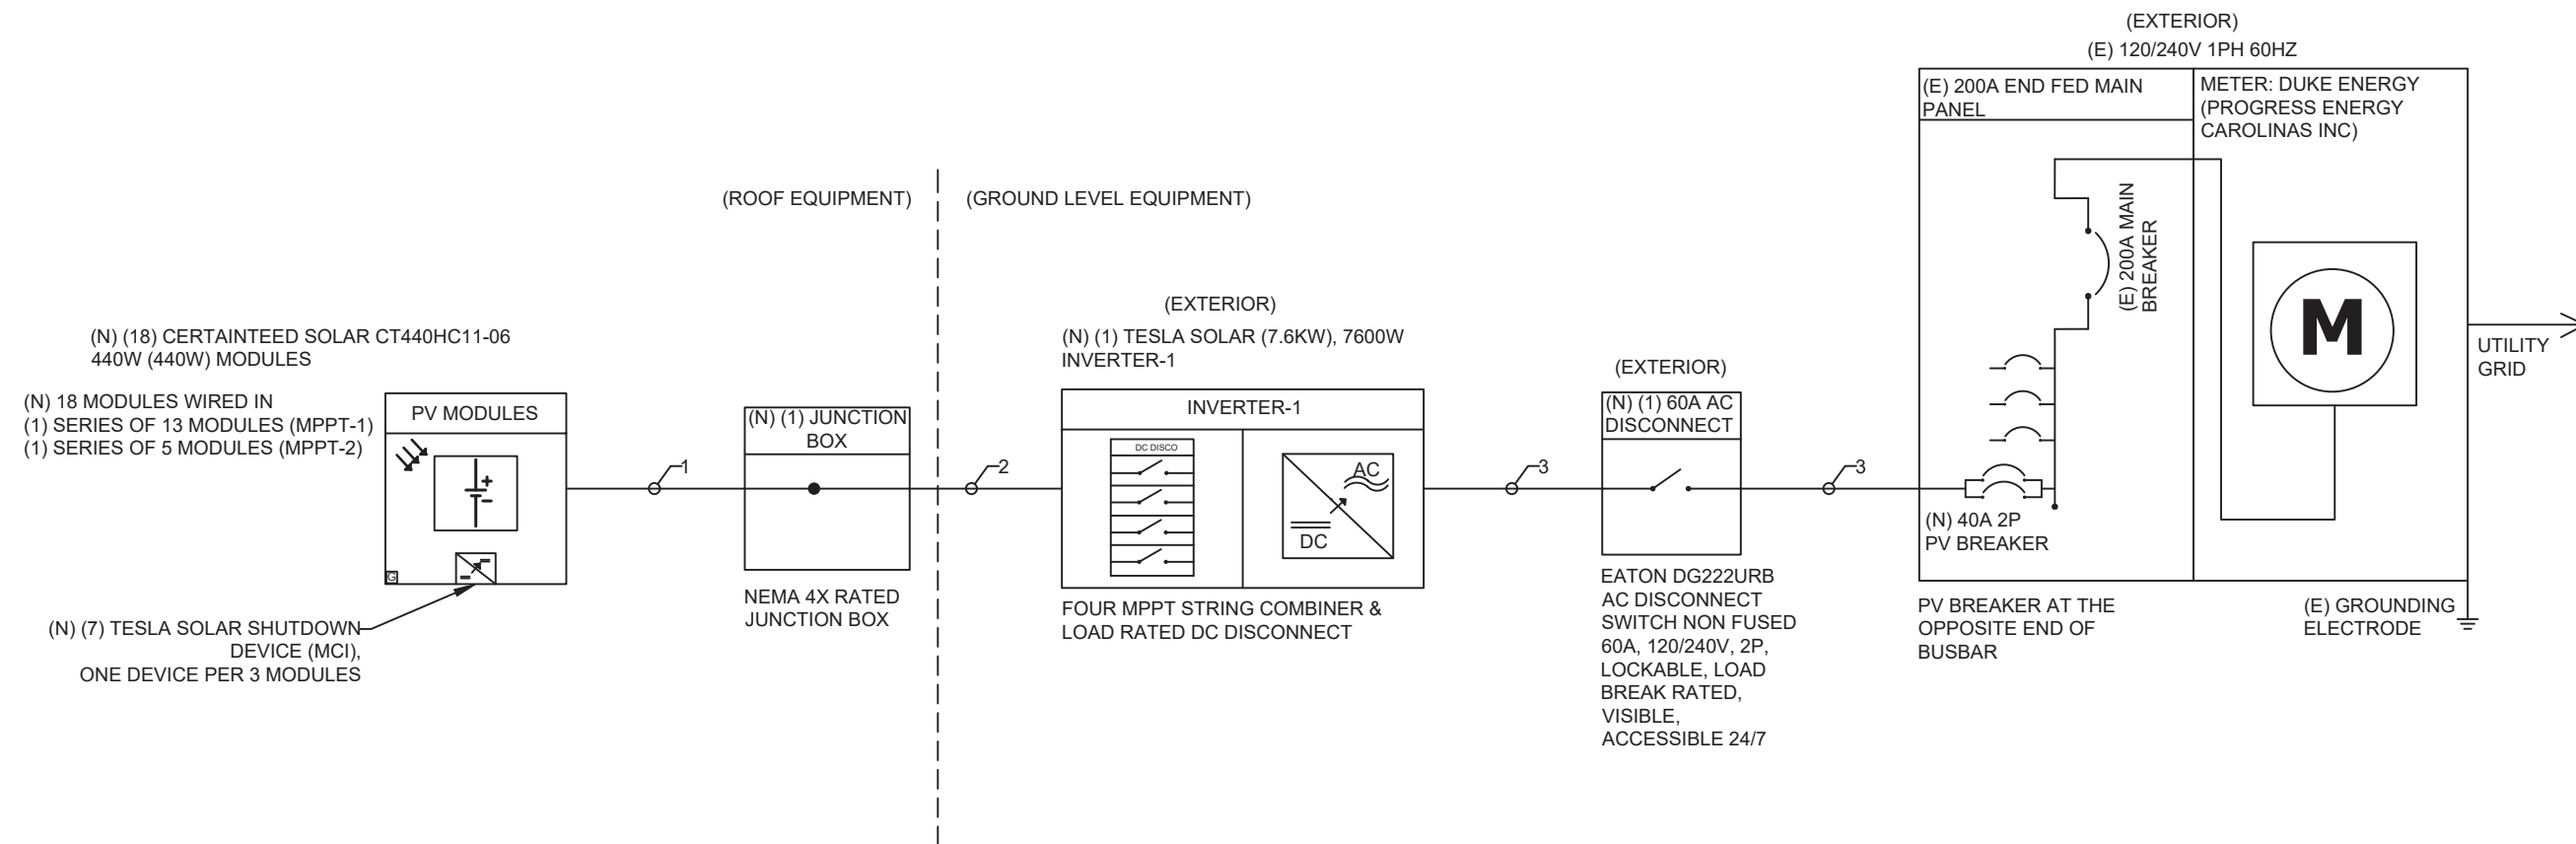 (EXTERIOR)
(E) 120/240V 1PH 60HZ
(E) 200A END FED MAIN
PANEL
METER: DUKE ENERGY
(PROGRESS ENERGY
CAROLINAS INC)
(E) 200A MAIN
BREAKER
M
UTILITY
GRID
(N) 40A 2P
PV BREAKER
PV BREAKER AT THE
OPPOSITE END OF
BUSBAR
(E) GROUNDING
ELECTRODE
(ROOF EQUIPMENT)
(GROUND LEVEL EQUIPMENT)
(N) (18) CERTAINTEED SOLAR CT440HC11-06
440W (440W) MODULES
(N) 18 MODULES WIRED IN
(1) SERIES OF 13 MODULES (MPPT-1)
(1) SERIES OF 5 MODULES (MPPT-2)
PV MODULES
G
(N) (7) TESLA SOLAR SHUTDOWN
DEVICE (MCI),
ONE DEVICE PER 3 MODULES
1
(N) (1) JUNCTION
BOX
NEMA 4X RATED
JUNCTION BOX
2
(EXTERIOR)
(N) (1) TESLA SOLAR (7.6KW), 7600W
INVERTER-1
INVERTER-1
DC DISCO
AC
DC
FOUR MPPT STRING COMBINER &
LOAD RATED DC DISCONNECT
3
(EXTERIOR)
(N) (1) 60A AC
DISCONNECT
EATON DG222URB
AC DISCONNECT
SWITCH NON FUSED
60A, 120/240V, 2P,
LOCKABLE, LOAD
BREAK RATED,
VISIBLE,
ACCESSIBLE 24/7
3